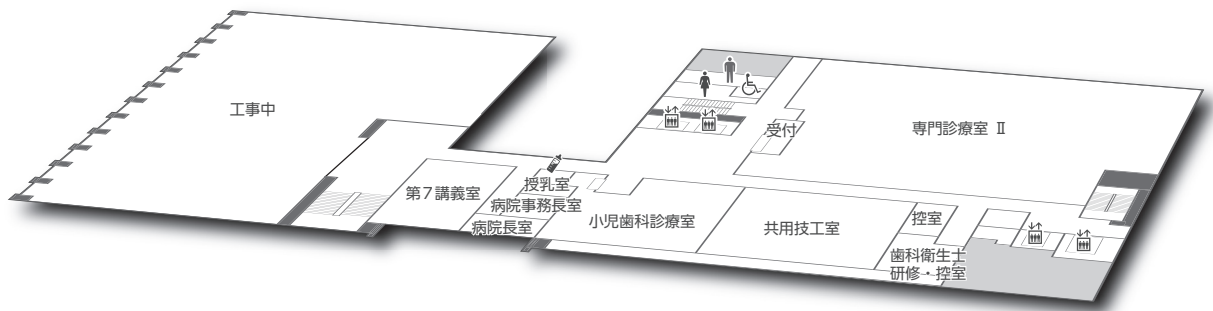 工事中
受付
専門診療室 Ⅱ
第7講義室
授乳室
病院事務長室
病院長室
小児歯科診療室
共用技工室
控室
歯科衛生士
研修・控室